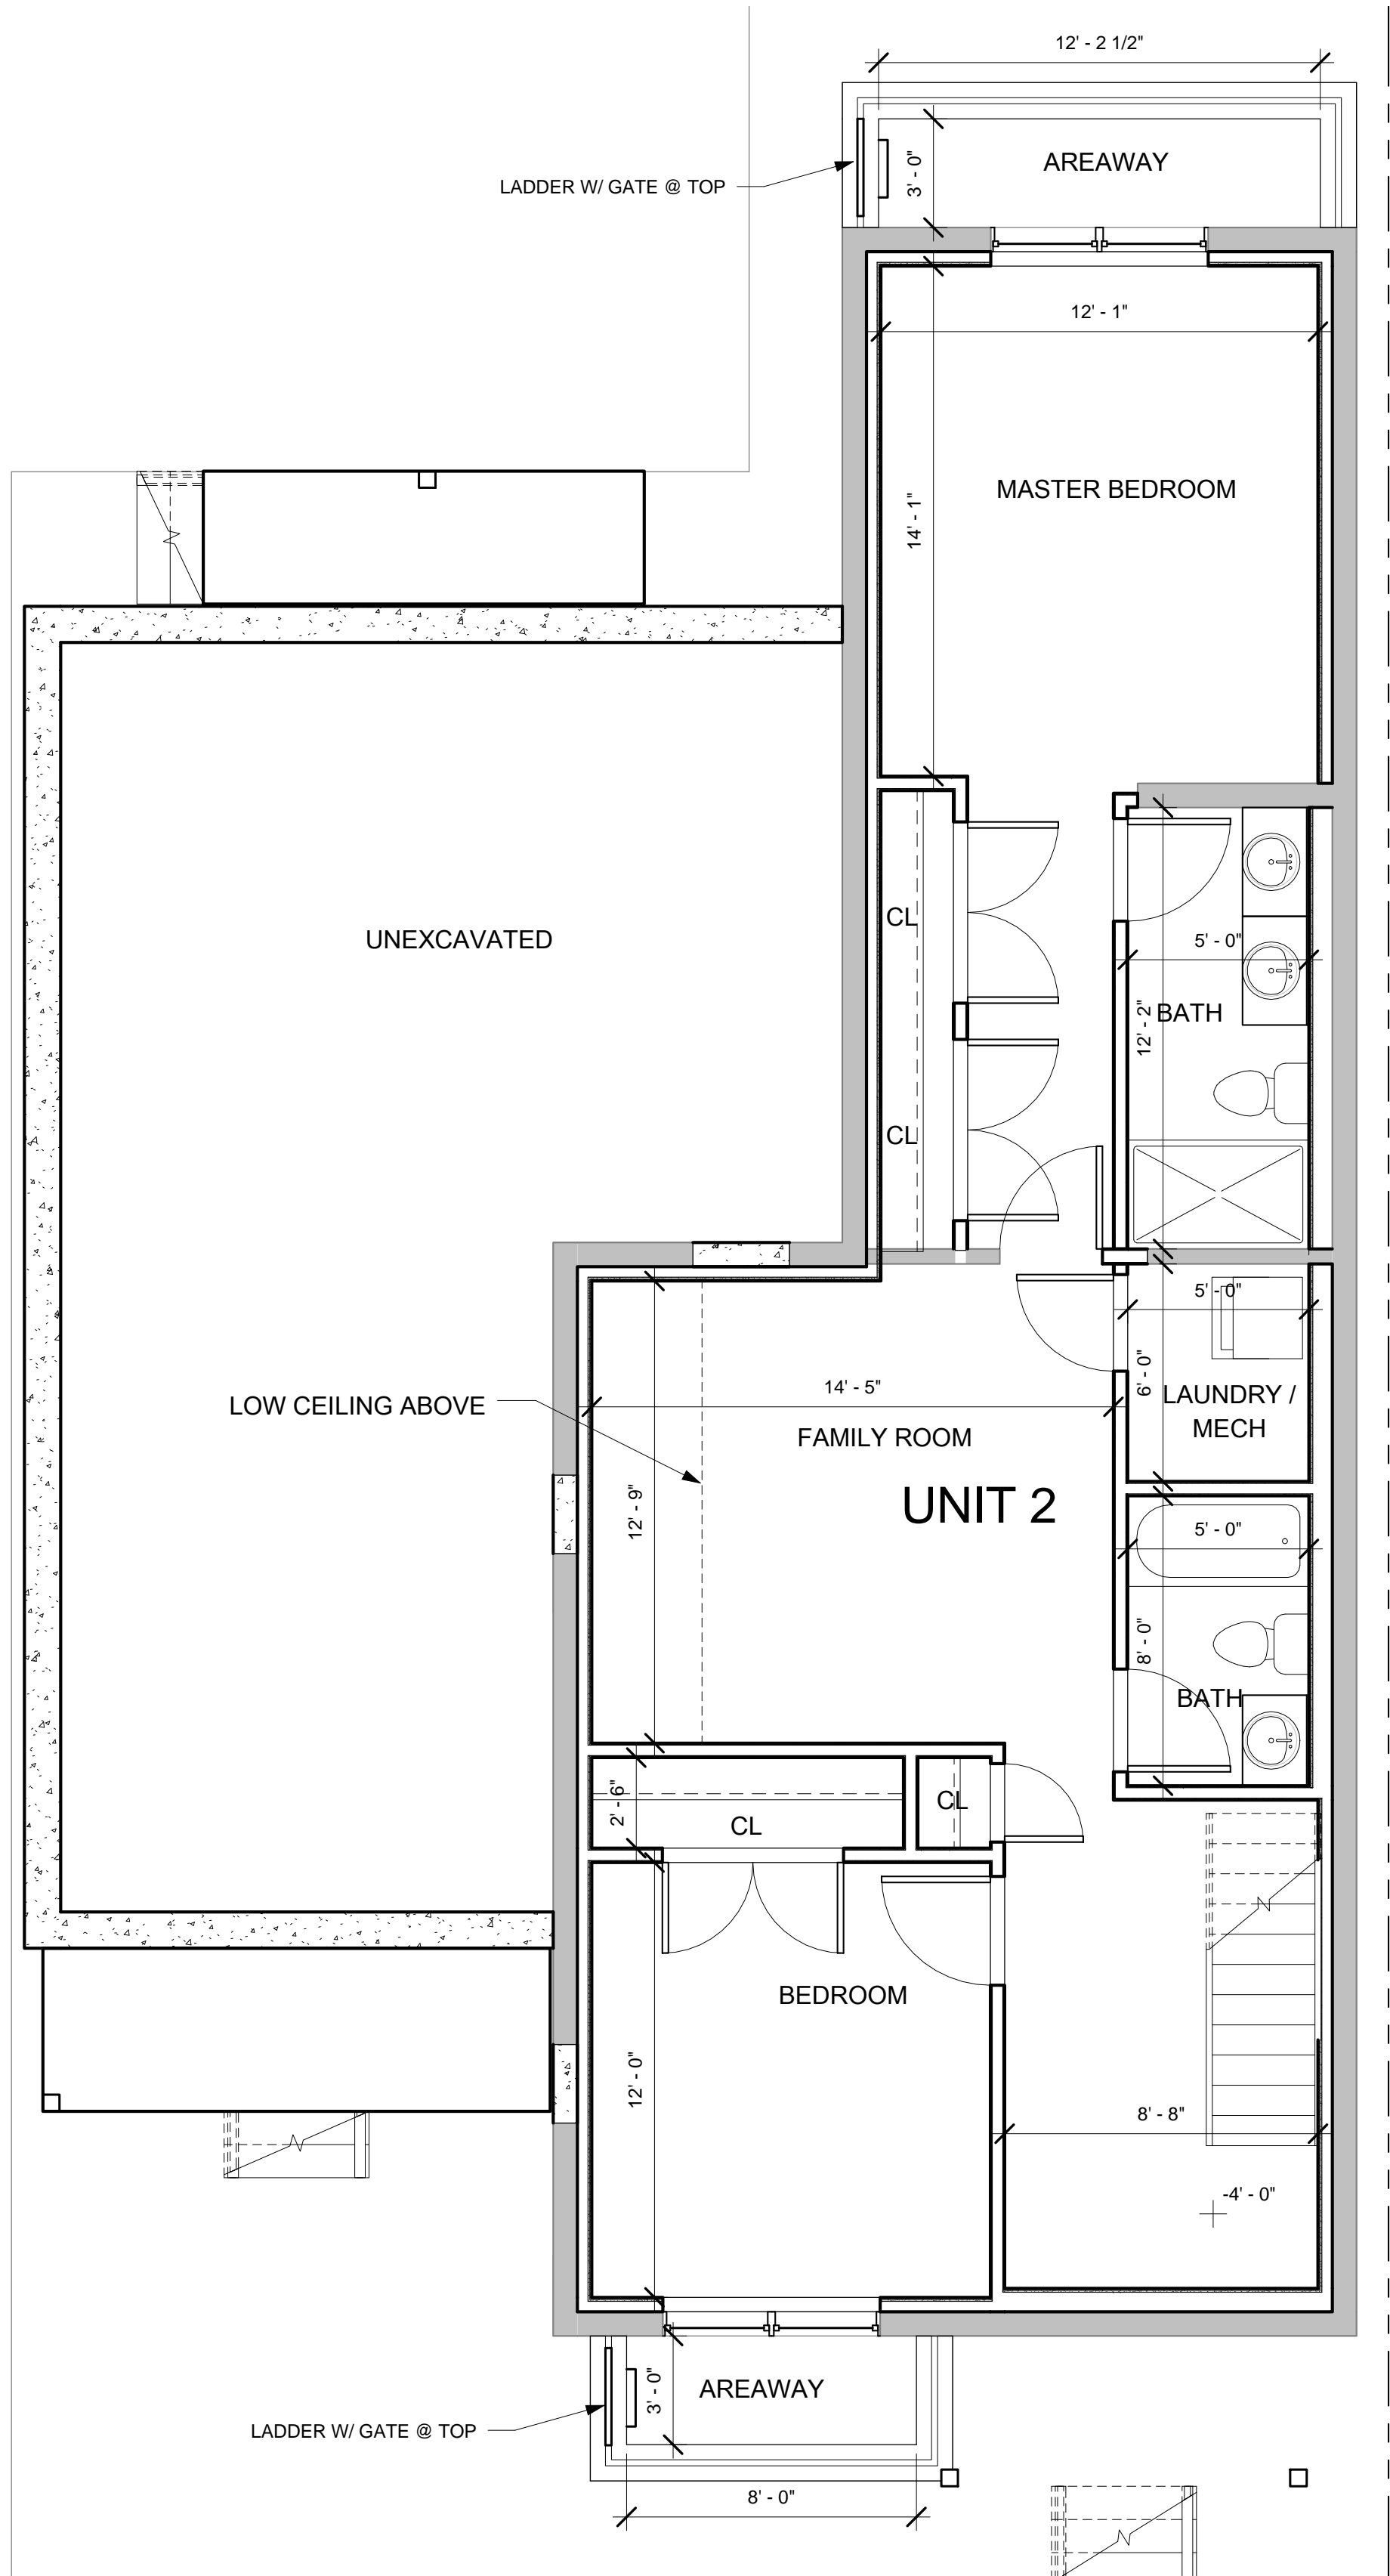 12' - 2 1/2"
AREAWAY
3' - 0"
LADDER W/ GATE @ TOP
12' - 1"
MASTER BEDROOM
14' - 1"
CL
UNEXCAVATED
5' - 0"
BATH
12' - 2"
CL
5' - 0"
6' - 0"
14' - 5"
LAUNDRY /
MECH
LOW CEILING ABOVE
FAMILY ROOM
UNIT 2
12' - 9"
5' - 0"
8' - 0"
BATH
2' - 6"
CL
CL
BEDROOM
12' - 0"
8' - 8"
-4' - 0"
AREAWAY
3' - 0"
LADDER W/ GATE @ TOP
8' - 0"